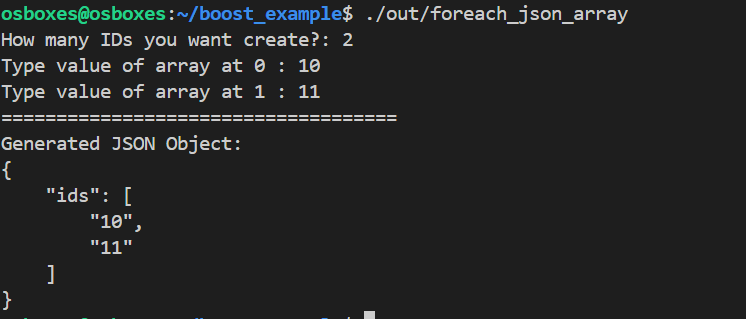 osboxes@osboxes:~/boost_example$ ./out/foreach_json_array
How many IDs you want create?: 2
Type value of array at 0 : 10
Type value of array at 1 : 11
====================================
Generated JSON Object:
{
    "ids": [
        "10",
        "11"
    ]
}